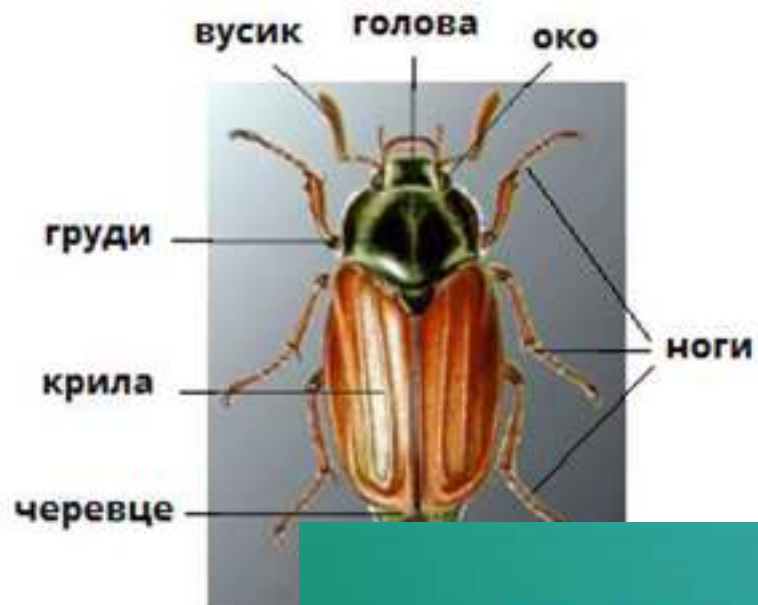 вусик
голова
око
груди
крила
ноги
черевце